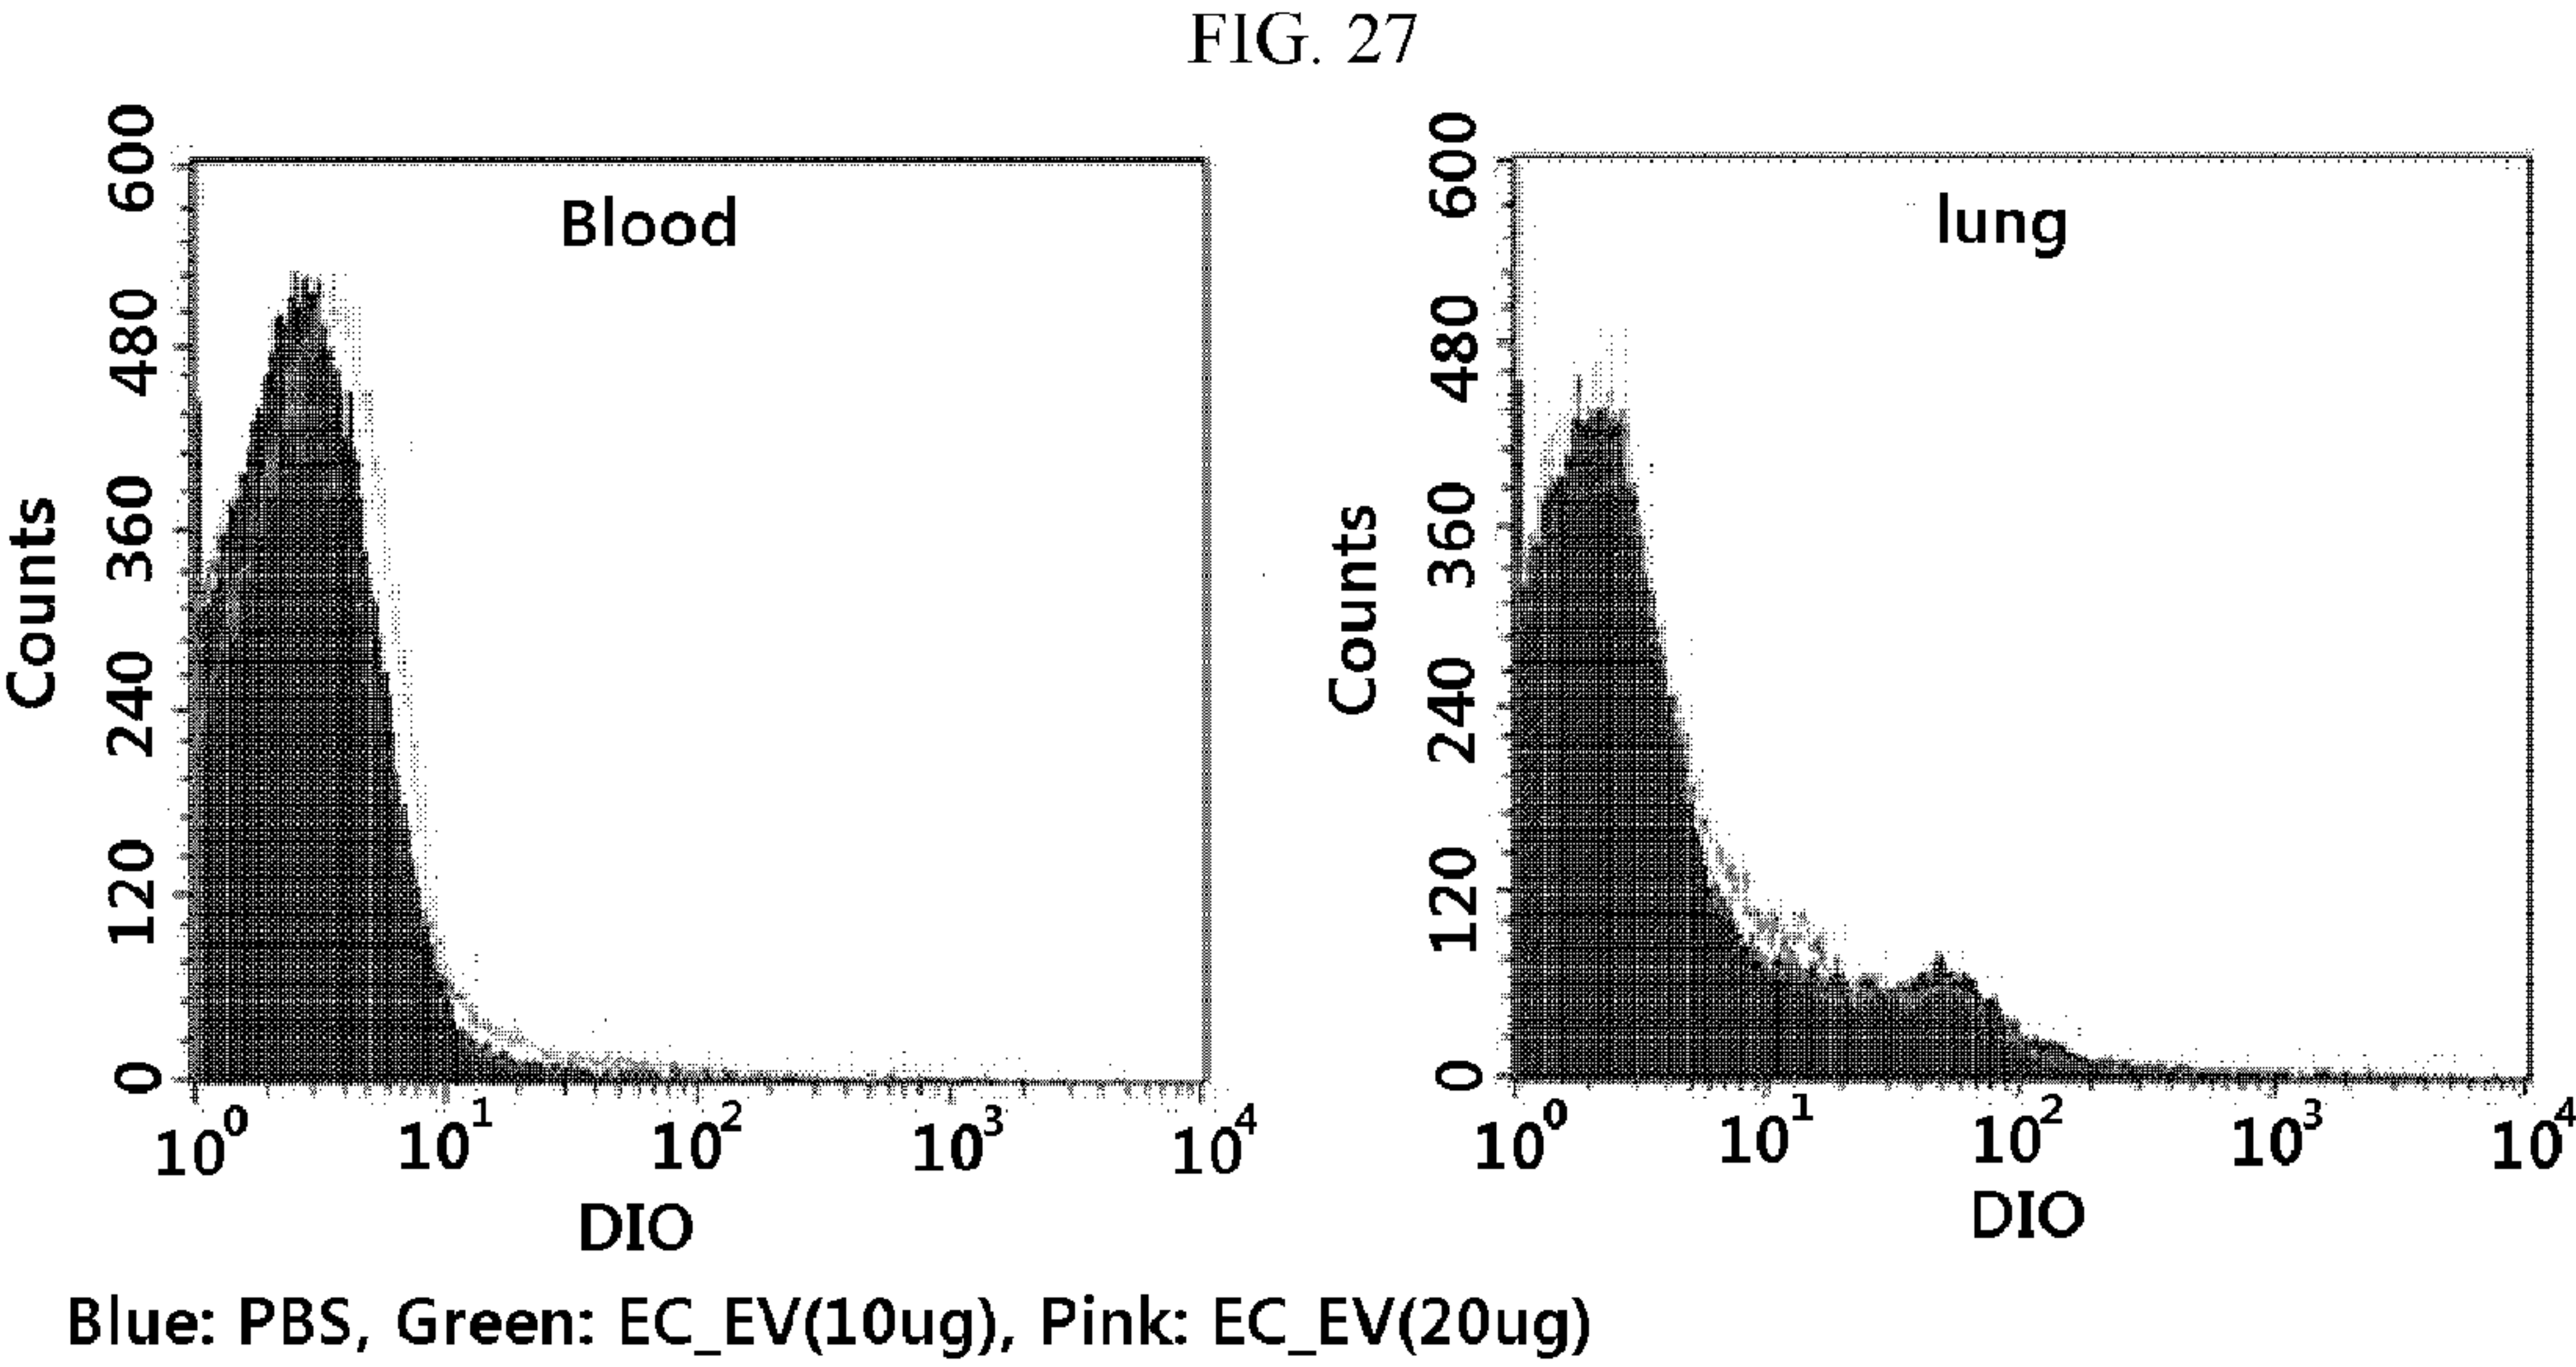 FIG. 27
Blood
600
480
360
240
120
0
Counts
10^0 10^1 10^2 10^3 10^4
DIO
lung
600
480
360
240
120
0
Counts
10^0 10^1 10^2 10^3 10^4
DIO
Blue: PBS, Green: EC_EV(10ug), Pink: EC_EV(20ug)